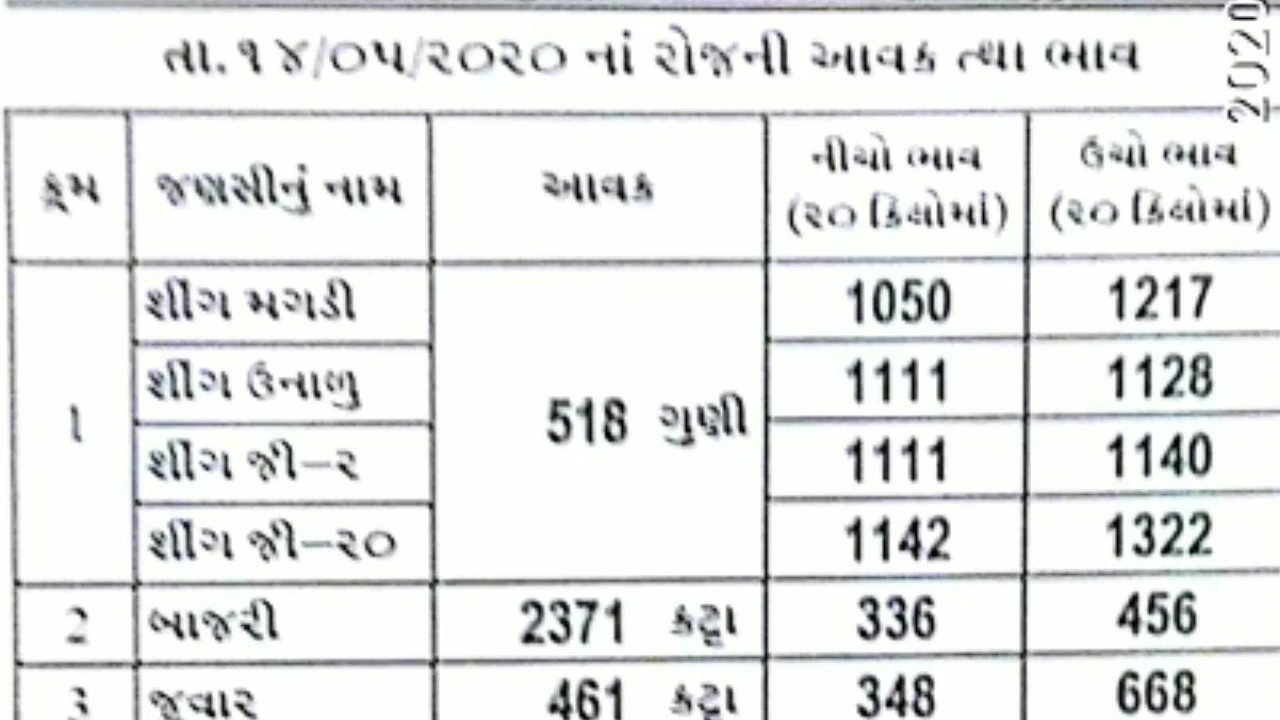 તા.૧૪/૦૫/૨૦૨૦ નાં રોજની આવક તથા ભાવ
2020
ક્રમ જણસીનું નામ આવક નીચો ભાવ (૨૦ કિલોમાં) ઉંચો ભાવ (૨૦ કિલોમાં)
1 શીંગ મગડી 518 ગુણી 1050 1217
શીંગ ઉનાળુ 1111 1128
શીંગ જી–ર 1111 1140
શીંગ જી–૨૦ 1142 1322
2 બાજરી 2371 કટ્ટા 336 456
3 જૂવાર 461 કટ્ટા 348 668